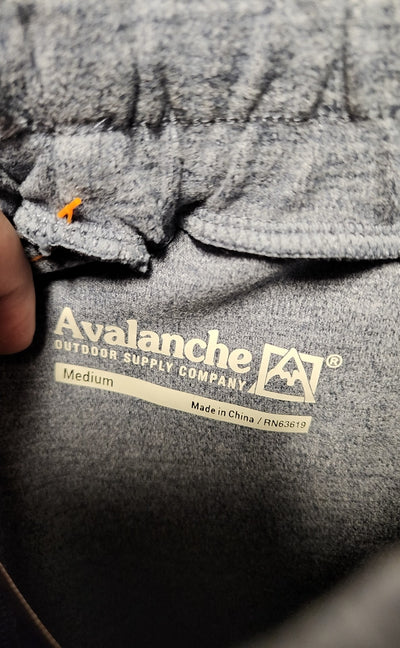 Avalanche ®
OUTDOOR SUPPLY COMPANY
Medium
Made in China / RN63619